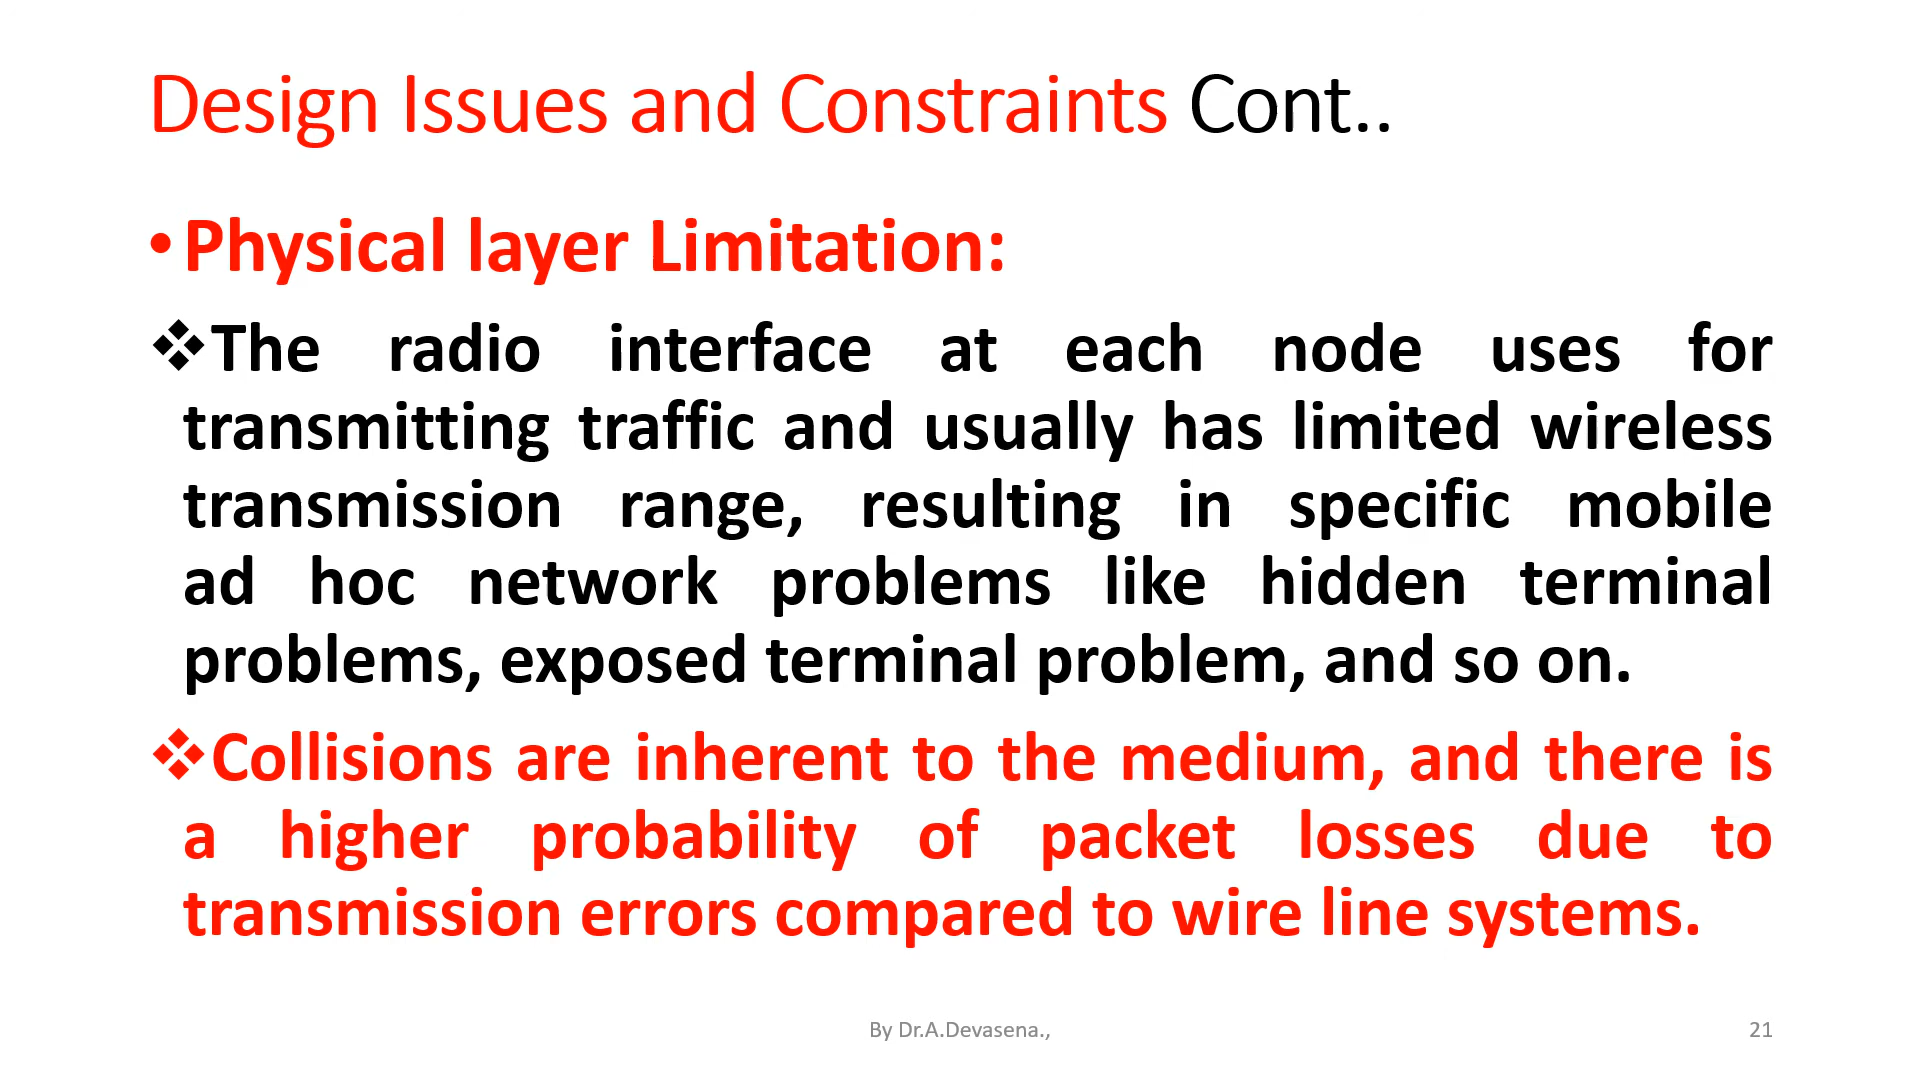 Design Issues and Constraints Cont..
•Physical layer Limitation:
❖The radio interface at each node uses for
transmitting traffic and usually has limited wireless
transmission range, resulting in specific mobile
ad hoc network problems like hidden terminal
problems, exposed terminal problem, and so on.
❖Collisions are inherent to the medium, and there is
a higher probability of packet losses due to
transmission errors compared to wire line systems.
By Dr.A.Devasena.,
21